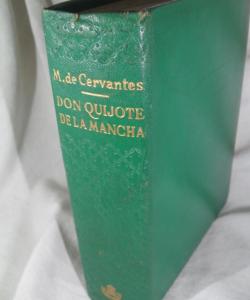 M. de Cervantes
DON QUIJOTE
DE LA MANCHA